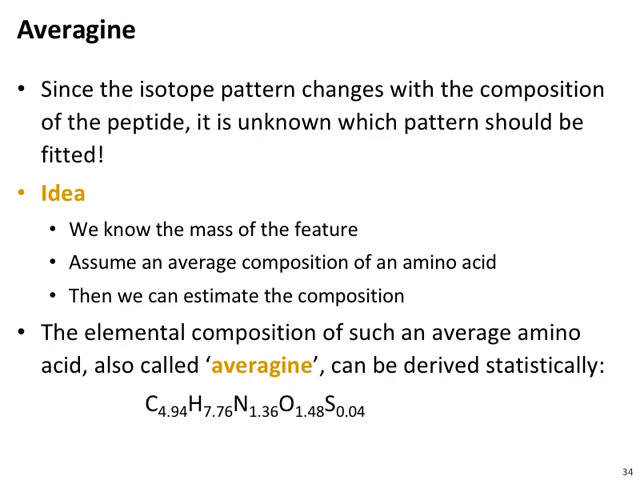 Averagine
• Since the isotope pattern changes with the composition
of the peptide, it is unknown which pattern should be
fitted!
• Idea
• We know the mass of the feature
• Assume an average composition of an amino acid
• Then we can estimate the composition
• The elemental composition of such an average amino
acid, also called ‘averagine’, can be derived statistically:
C4.94H7.76N1.36O1.48S0.04
34